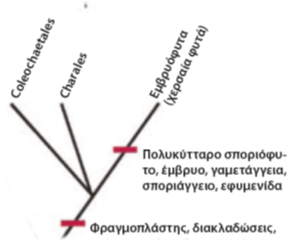 Coleochaetales
Charales
Εμβρυόφυτα
(χερσαία φυτά)
Πολυκύτταρο σποριόφυ-
το, έμβρυο, γαμετάγγεια,
σποριάγγειο, εφυμενίδα
Φραγμοπλάστης, διακλαδώσεις,